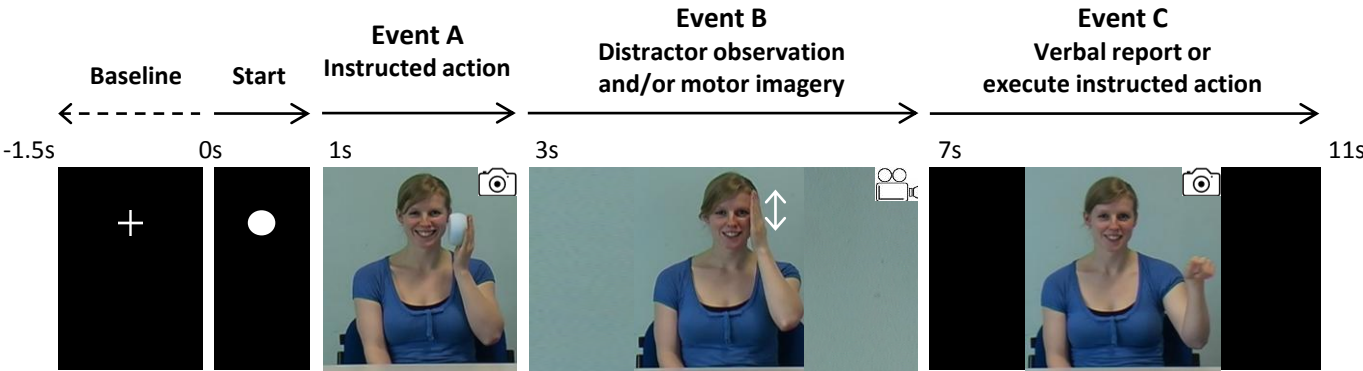 Baseline
Start
Event A
Instructed action
Event B
Distractor observation
and/or motor imagery
Event C
Verbal report or
execute instructed action
-1.5s
0s
1s
3s
7s
11s